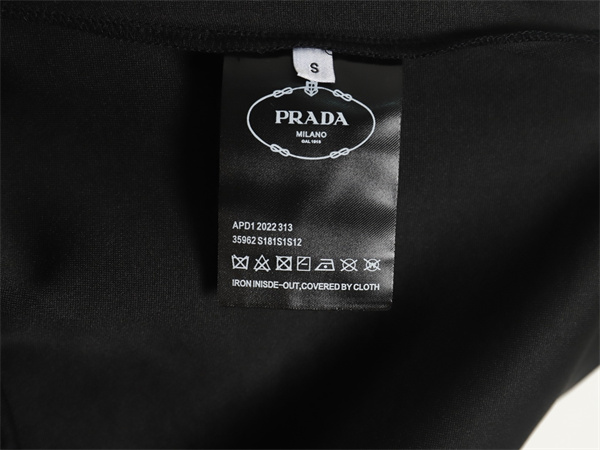 S
PRADA
MILANO
DAL 1913
APD1 2022 313
35962 S181S1S12
IRON INISDE-OUT,COVERED BY CLOTH